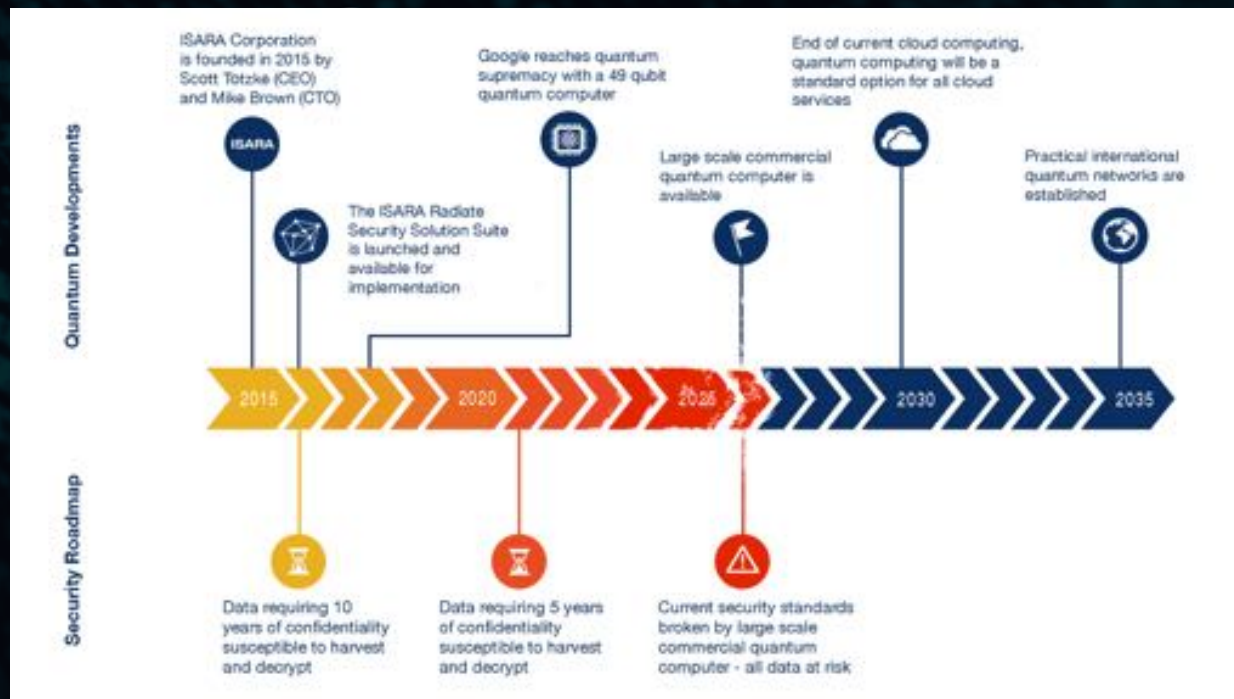 ISARA Corporation
is founded in 2015 by
Scott Totzke (CEO)
and Mike Brown (CTO)
Google reaches quantum
supremacy with a 49 qubit
quantum computer
End of current cloud computing,
quantum computing will be a
standard option for all cloud
services
Quantum Developments
ISARA
Large scale commercial
quantum computer is
available
Practical international
quantum networks are
established
The ISARA Radiate
Security Solution Suite
is launched and
available for
implementation
2015
2020
2026
2030
2035
Security Roadmap
Data requiring 10
years of confidentiality
susceptible to harvest
and decrypt
Data requiring 5 years
of confidentiality
susceptible to harvest
and decrypt
Current security standards
broken by large scale
commercial quantum
computer - all data at risk